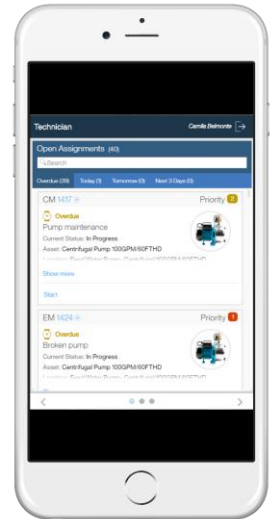 Technician Camila Belmonte
Open Assignments (40)
Search
Overdue (39) Today (1) Tomorrow (0) Next 3 Days (0)
CM 1417 Priority 2
Overdue
Pump maintenance
Current Status: In Progress
Asset: Centrifugal Pump 100GPM/60FTHD
Show more
Start
EM 1424 Priority 1
Overdue
Broken pump
Current Status: In Progress
Asset: Centrifugal Pump 100GPM/60FTHD